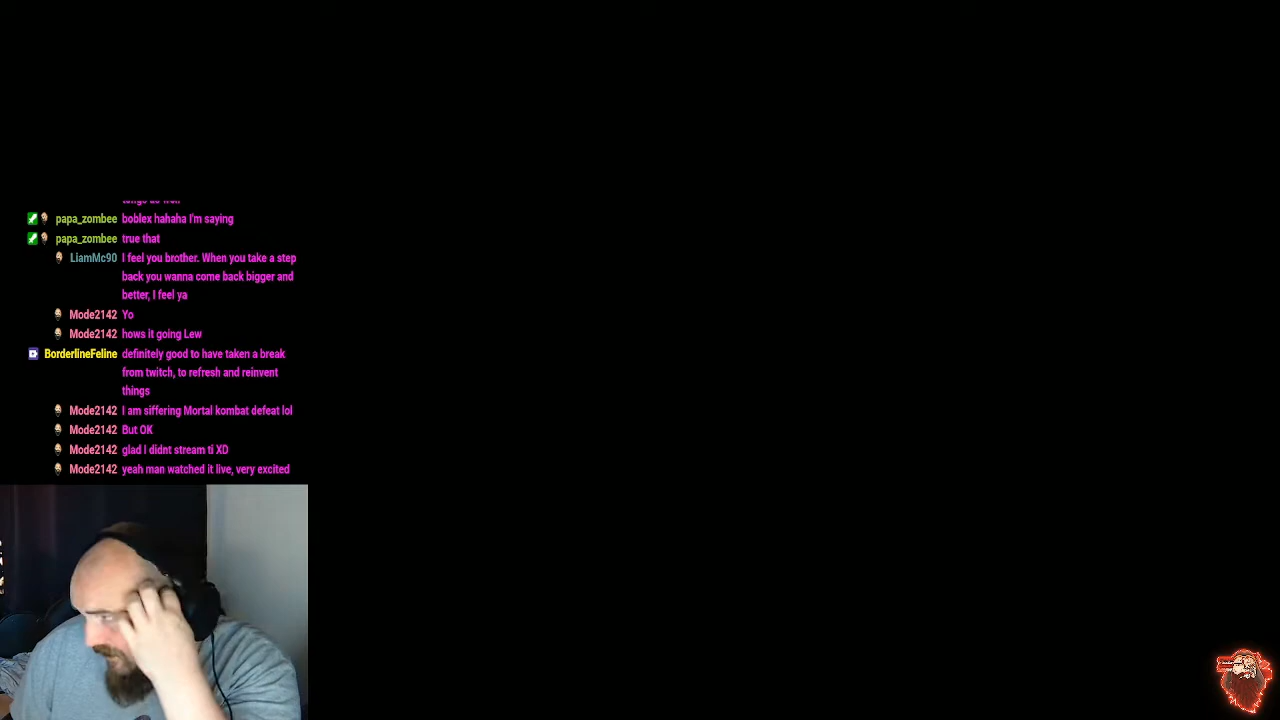 papa_zombee boblex hahaha I'm saying
papa_zombee true that
LiamMc90 I feel you brother. When you take a step
back you wanna come back bigger and
better, I feel ya
Mode2142 Yo
Mode2142 hows it going Lew
BorderlineFeline definitely good to have taken a break
from twitch, to refresh and reinvent
things
Mode2142 I am siffering Mortal kombat defeat lol
Mode2142 But OK
Mode2142 glad I didnt stream ti XD
Mode2142 yeah man watched it live, very excited